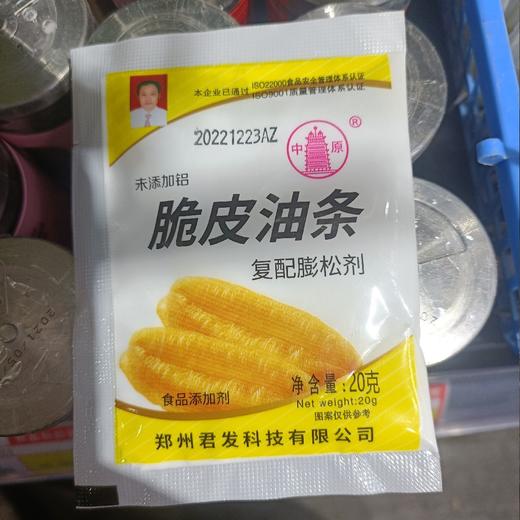 本企业已通过
ISO22000食品安全管理体系认证
ISO9001质量管理体系认证
20221223AZ
中原®
未添加铝
脆皮油条
复配膨松剂
净含量:20克
Net weight:20g
食品添加剂
图案仅供参考
郑州君发科技有限公司